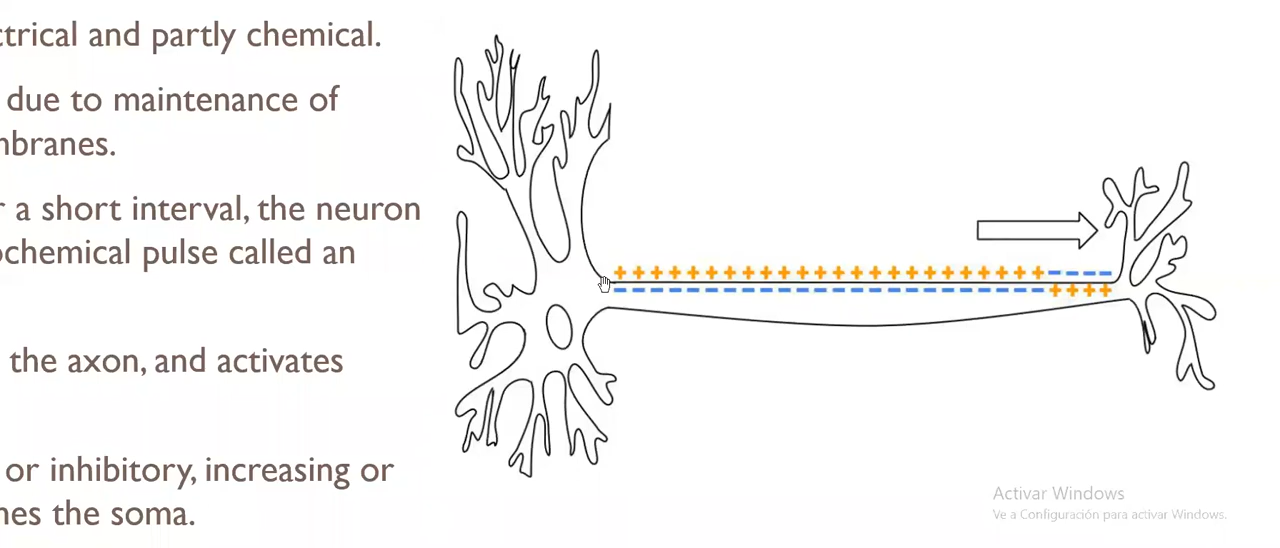 ctrical and partly chemical.
due to maintenance of
nbranes.
r a short interval, the neuron
ochemical pulse called an
the axon, and activates
or inhibitory, increasing or
nes the soma.
Activar Windows
Ve a Configuración para activar Windows.